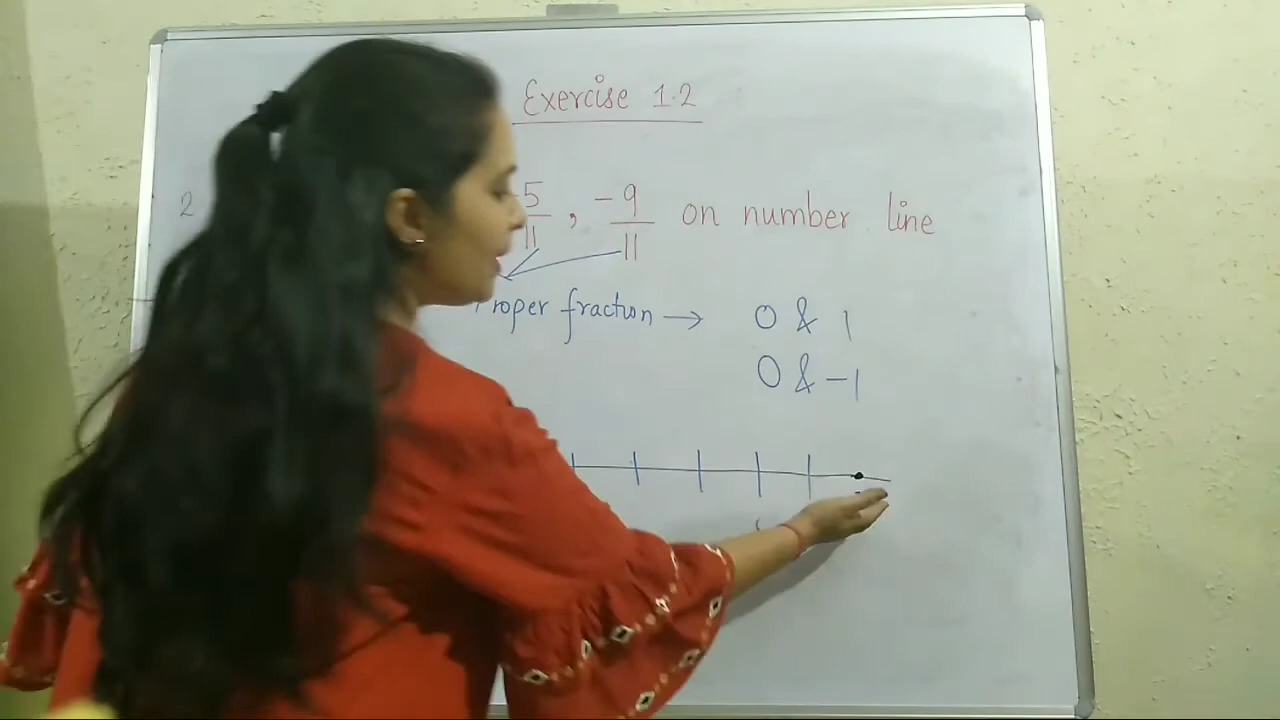 Exercise 1.2
2 -5/11 , -9/11 on number line
Proper fraction → 0 & 1
0 & -1